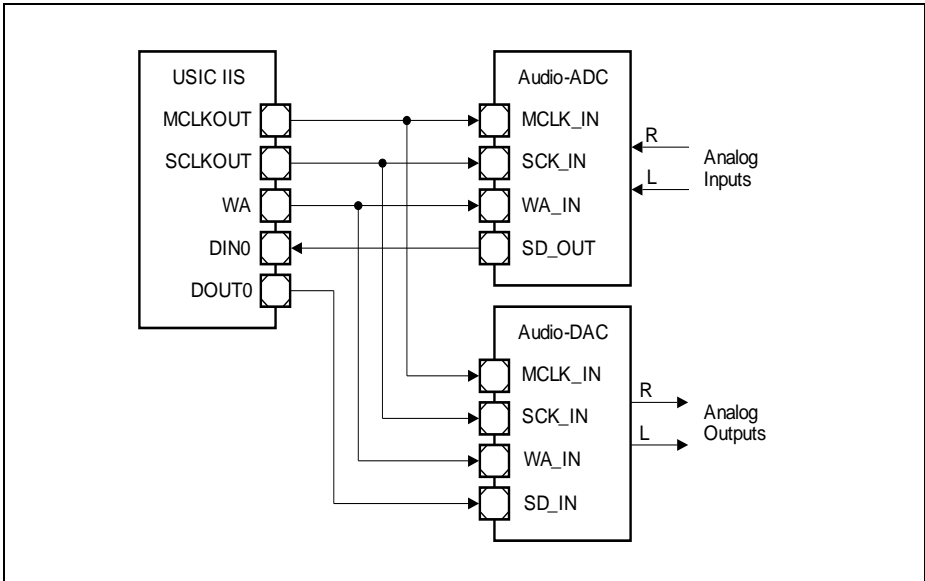 USIC IIS
MCLKOUT
SCLKOUT
WA
DIN0
DOUT0
Audio-ADC
MCLK_IN
SCK_IN
WA_IN
SD_OUT
R
L
Analog
Inputs
Audio-DAC
MCLK_IN
SCK_IN
WA_IN
SD_IN
R
L
Analog
Outputs